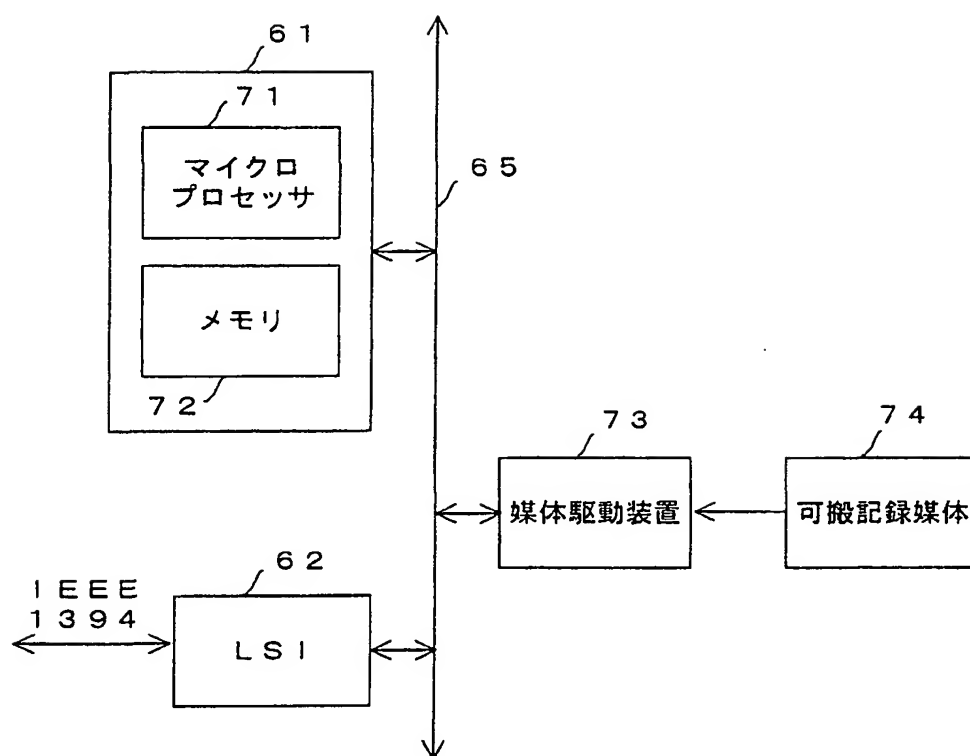 ６１
７１
マイクロ
プロセッサ
６５
メモリ
７２
７３
７４
媒体駆動装置
可搬記録媒体
６２
ＩＥＥＥ
１３９４
ＬＳＩ